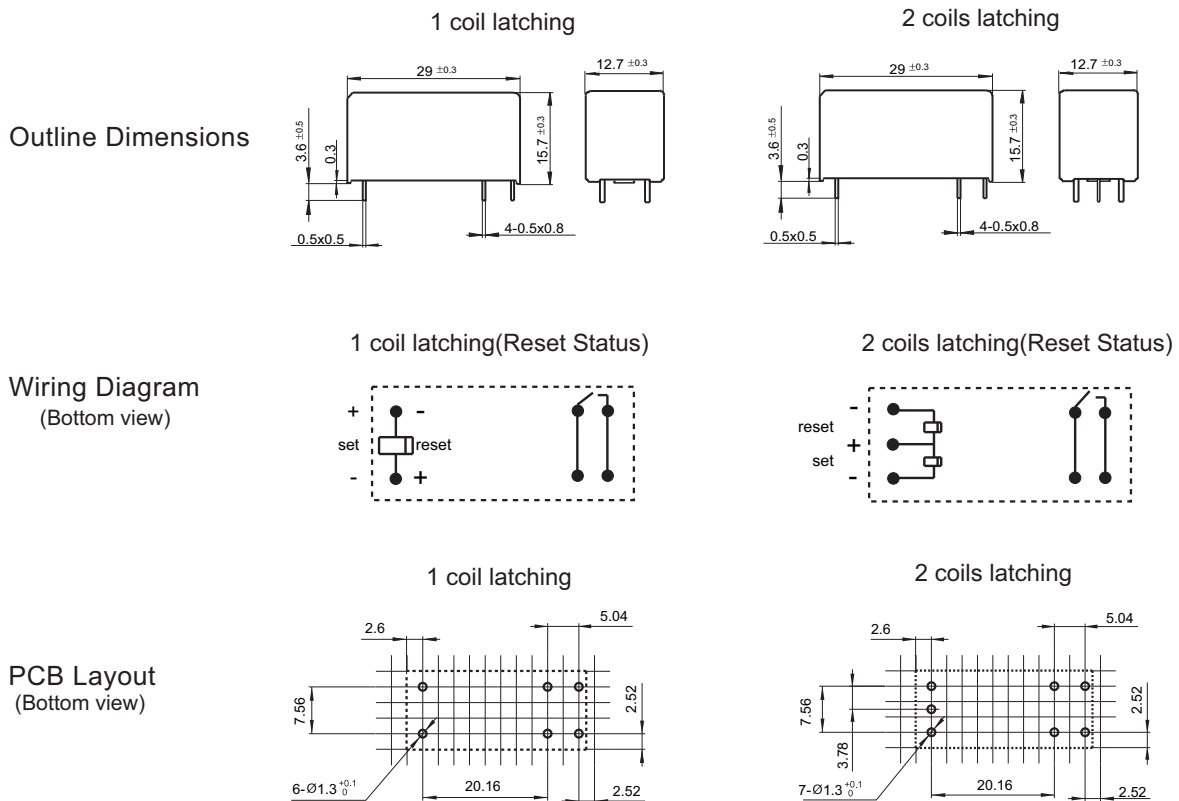 1 coil latching
2 coils latching
Outline Dimensions
29 ±0.3
12.7 ±0.3
3.6 ±0.5
0.3
15.7 ±0.3
0.5x0.5
4-0.5x0.8
29 ±0.3
12.7 ±0.3
3.6 ±0.5
0.3
15.7 ±0.3
0.5x0.5
4-0.5x0.8
1 coil latching(Reset Status)
2 coils latching(Reset Status)
Wiring Diagram
(Bottom view)
+ -
set reset
- +
-
reset
+
set
-
1 coil latching
2 coils latching
PCB Layout
(Bottom view)
2.6
5.04
7.56
2.52
6-Ø1.3 +0.1 0
20.16
2.52
2.6
5.04
7.56
3.78
2.52
7-Ø1.3 +0.1 0
20.16
2.52